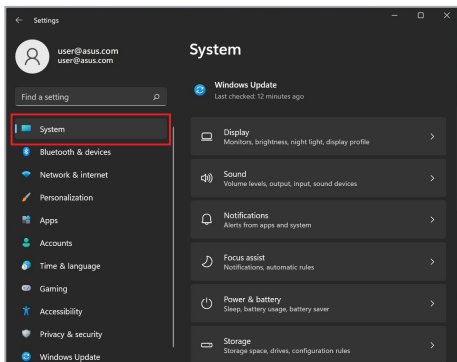 Settings
user@asus.com
user@asus.com
Find a setting
System
Bluetooth & devices
Network & internet
Personalization
Apps
Accounts
Time & language
Gaming
Accessibility
Privacy & security
Windows Update
System
Windows Update
Last checked: 12 minutes ago
Display
Monitors, brightness, night light, display profile
Sound
Volume levels, output, input, sound devices
Notifications
Alerts from apps and system
Focus assist
Notifications, automatic rules
Power & battery
Sleep, battery usage, battery saver
Storage
Storage space, drives, configuration rules